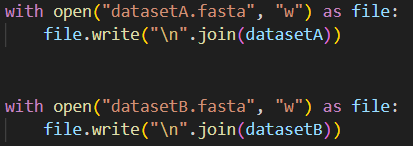 with open("datasetA.fasta", "w") as file:
    file.write("\n".join(datasetA))
with open("datasetB.fasta", "w") as file:
    file.write("\n".join(datasetB))